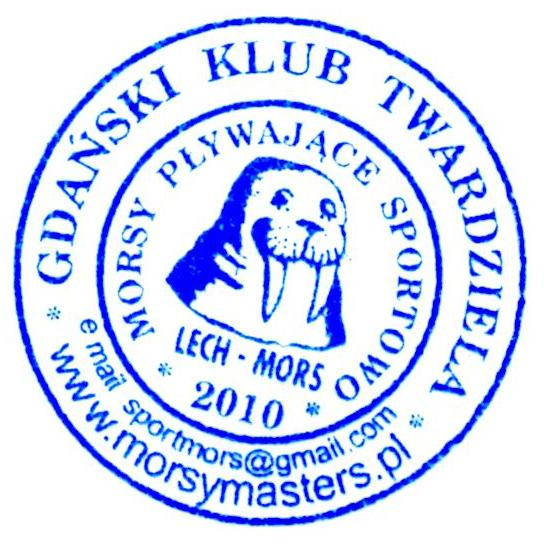 GDAŃSKI KLUB TWARDZIELA
MORSY PŁYWAJĄCE SPORTOWO
LECH - MORS
* 2010 *
* e mail sportmors@gmail.com *
www.morsymasters.pl